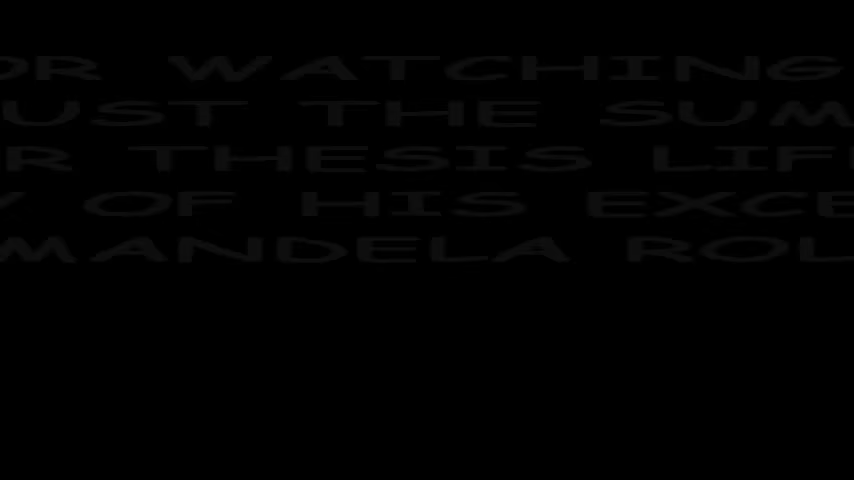 OR WATCHING
UST THE SUM
R THESIS LIF
Y OF HIS EXCE
MANDELA ROL